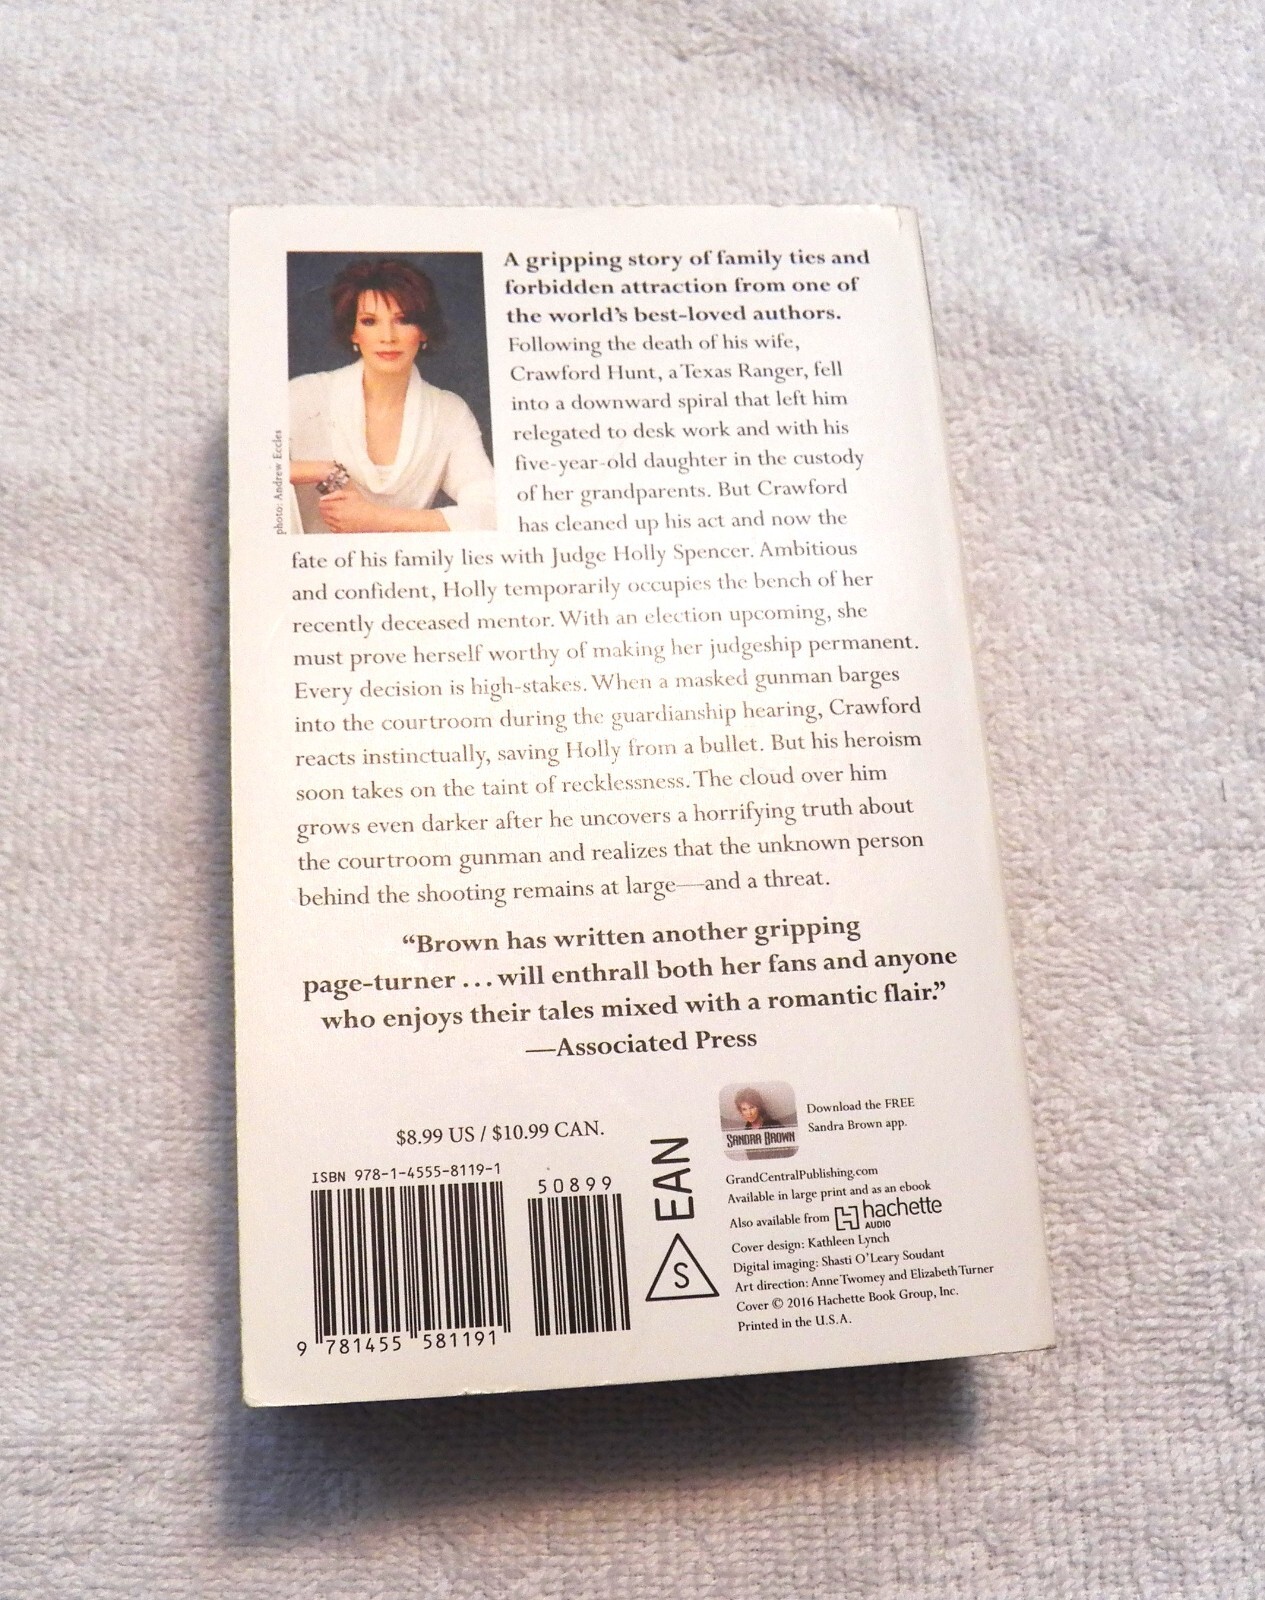 A gripping story of family ties and
forbidden attraction from one of
the world's best-loved authors.
Following the death of his wife,
Crawford Hunt, a Texas Ranger, fell
into a downward spiral that left him
relegated to desk work and with his
five-year-old daughter in the custody
of her grandparents. But Crawford
has cleaned up his act and now the
photo: Andrew Eccles
fate of his family lies with Judge Holly Spencer. Ambitious
and confident, Holly temporarily occupies the bench of her
recently deceased mentor. With an election upcoming, she
must prove herself worthy of making her judgeship permanent.
Every decision is high-stakes. When a masked gunman barges
into the courtroom during the guardianship hearing, Crawford
reacts instinctually, saving Holly from a bullet. But his heroism
soon takes on the taint of recklessness. The cloud over him
grows even darker after he uncovers a horrifying truth about
the courtroom gunman and realizes that the unknown person
behind the shooting remains at large—and a threat.
“Brown has written another gripping
page-turner . . . will enthrall both her fans and anyone
who enjoys their tales mixed with a romantic flair.”
—Associated Press
$8.99 US / $10.99 CAN.
ISBN 978-1-4555-8119-1
50899
9 781455 581191
EAN
S
SANDRA BROWN
Download the FREE
Sandra Brown app.
GrandCentralPublishing.com
Available in large print and as an ebook
Also available from hachette
AUDIO
Cover design: Kathleen Lynch
Digital imaging: Shasti O'Leary Soudant
Art direction: Anne Twomey and Elizabeth Turner
Cover © 2016 Hachette Book Group, Inc.
Printed in the U.S.A.